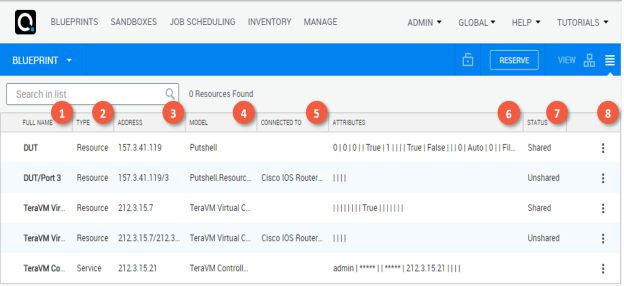 BLUEPRINTS SANDBOXES JOB SCHEDULING INVENTORY MANAGE ADMIN GLOBAL HELP TUTORIALS
BLUEPRINT RESERVE VIEW
Search in list 0 Resources Found
1 2 3 4 5 6 7 8
FULL NAME TYPE ADDRESS MODEL CONNECTED TO ATTRIBUTES STATUS
DUT Resource 157.3.41.119 Putshell 0 | 0 | 0 | | True | 1 | | | | True | False | | | 0 | Auto | 0 | | Fil... Shared
DUT/Port 3 Resource 157.3.41.119/3 Putshell.Resourc... Cisco IOS Router... | | | | Unshared
TeraVM Vir... Resource 212.3.15.7 TeraVM Virtual C... | | | | | | | | True | | | | | | | Shared
TeraVM Vir... Resource 212.3.15.7/212.3... TeraVM Virtual C... Cisco IOS Router... | | | | Unshared
TeraVM Co... Service 212.3.15.21 TeraVM Controll... admin | ***** | | ***** | 212.3.15.21 | | | |